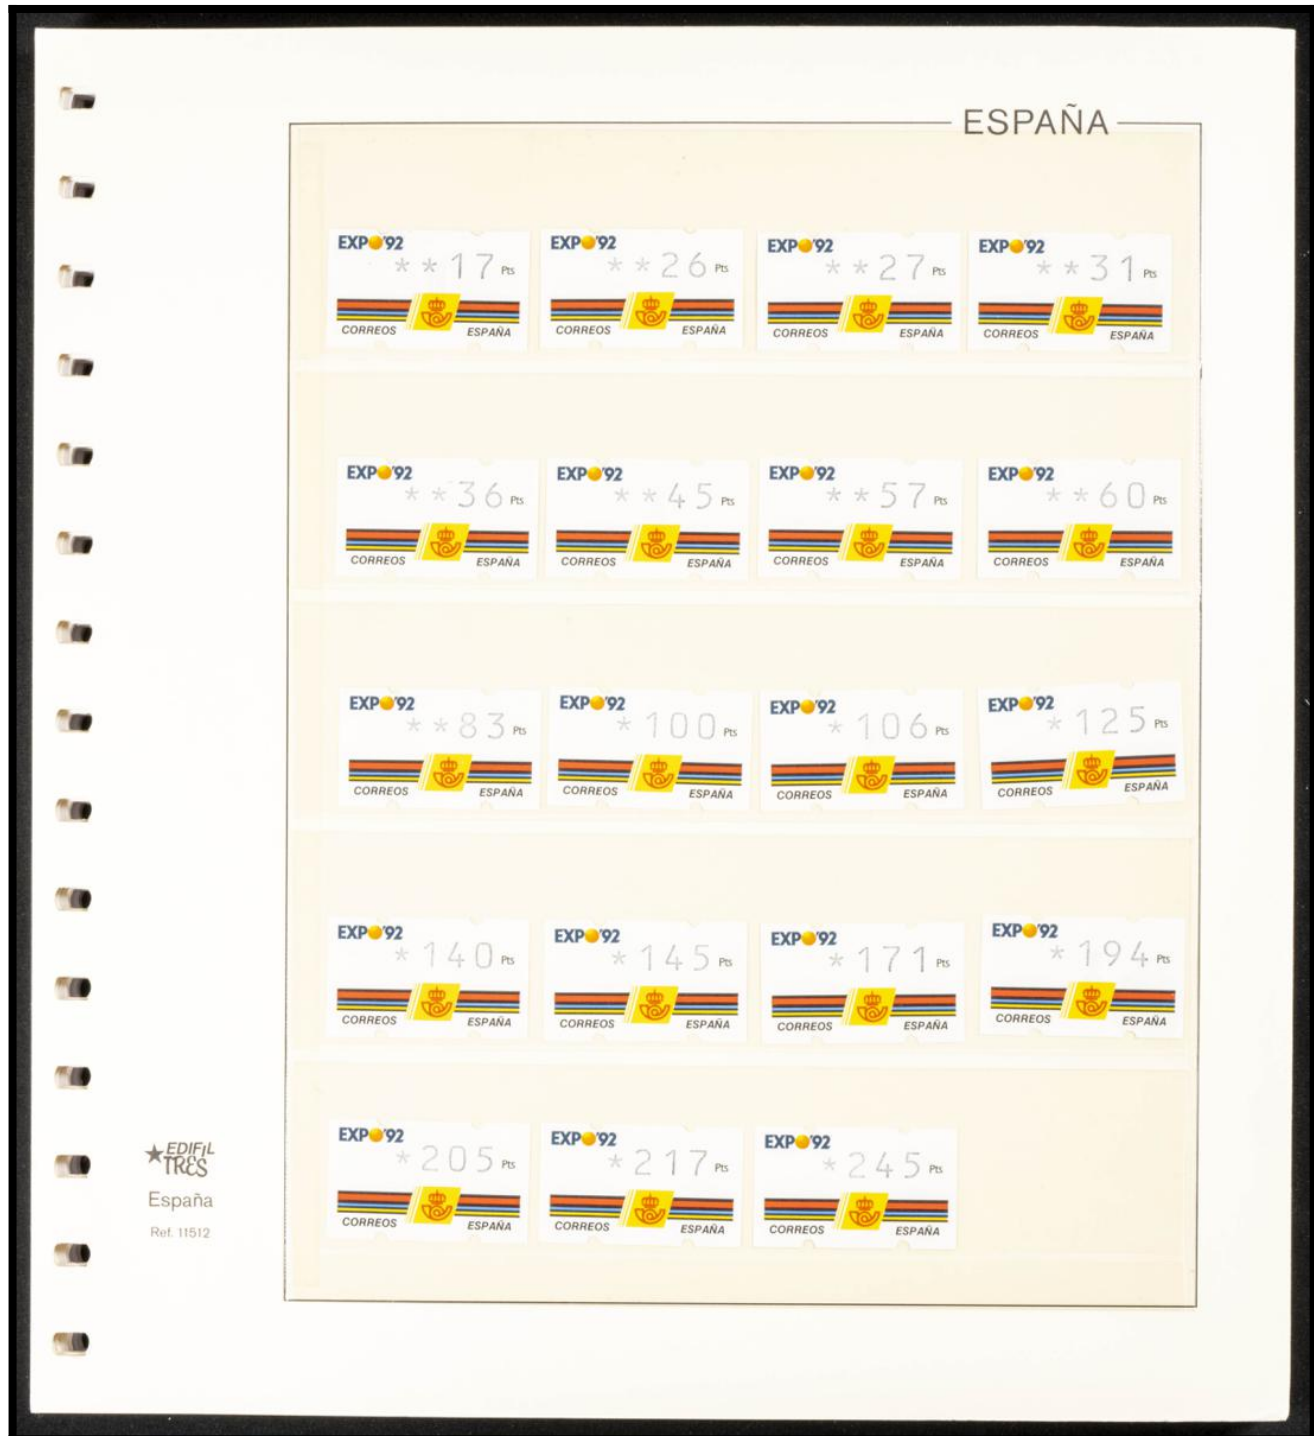 ESPAÑA
EXPO'92
**17 Pts
CORREOS ESPAÑA
EXPO'92
**26 Pts
CORREOS ESPAÑA
EXPO'92
**27 Pts
CORREOS ESPAÑA
EXPO'92
**31 Pts
CORREOS ESPAÑA
EXPO'92
**36 Pts
CORREOS ESPAÑA
EXPO'92
**45 Pts
CORREOS ESPAÑA
EXPO'92
**57 Pts
CORREOS ESPAÑA
EXPO'92
**60 Pts
CORREOS ESPAÑA
EXPO'92
**83 Pts
CORREOS ESPAÑA
EXPO'92
*100 Pts
CORREOS ESPAÑA
EXPO'92
*106 Pts
CORREOS ESPAÑA
EXPO'92
*125 Pts
CORREOS ESPAÑA
EXPO'92
*140 Pts
CORREOS ESPAÑA
EXPO'92
*145 Pts
CORREOS ESPAÑA
EXPO'92
*171 Pts
CORREOS ESPAÑA
EXPO'92
*194 Pts
CORREOS ESPAÑA
EXPO'92
*205 Pts
CORREOS ESPAÑA
EXPO'92
*217 Pts
CORREOS ESPAÑA
EXPO'92
*245 Pts
CORREOS ESPAÑA
EDIFIL
TRES
España
Ref. 11512